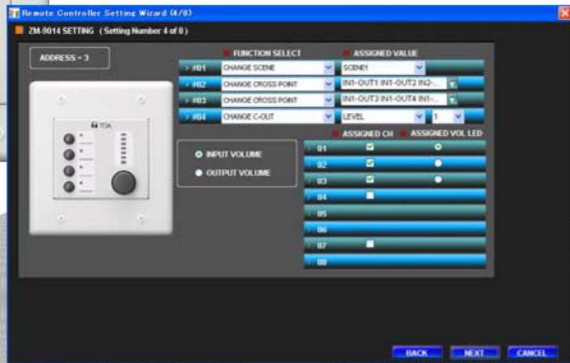 Remote Controller Setting Wizard (4/8)
ZM-9014 SETTING (Setting Number 4 of 8)
ADDRESS = 3
TOA
FUNCTION SELECT ASSIGNED VALUE
#01 CHANGE SCENE SCENE1
#02 CHANGE CROSS POINT IN1-OUT1 IN1-OUT2 IN2-...
#03 CHANGE CROSS POINT IN1-OUT3 IN1-OUT4 IN1-...
#04 CHANGE C-OUT LEVEL 1
INPUT VOLUME
OUTPUT VOLUME
ASSIGNED CH ASSIGNED VOL LED
01
02
03
04
05
06
07
08
BACK NEXT CANCEL